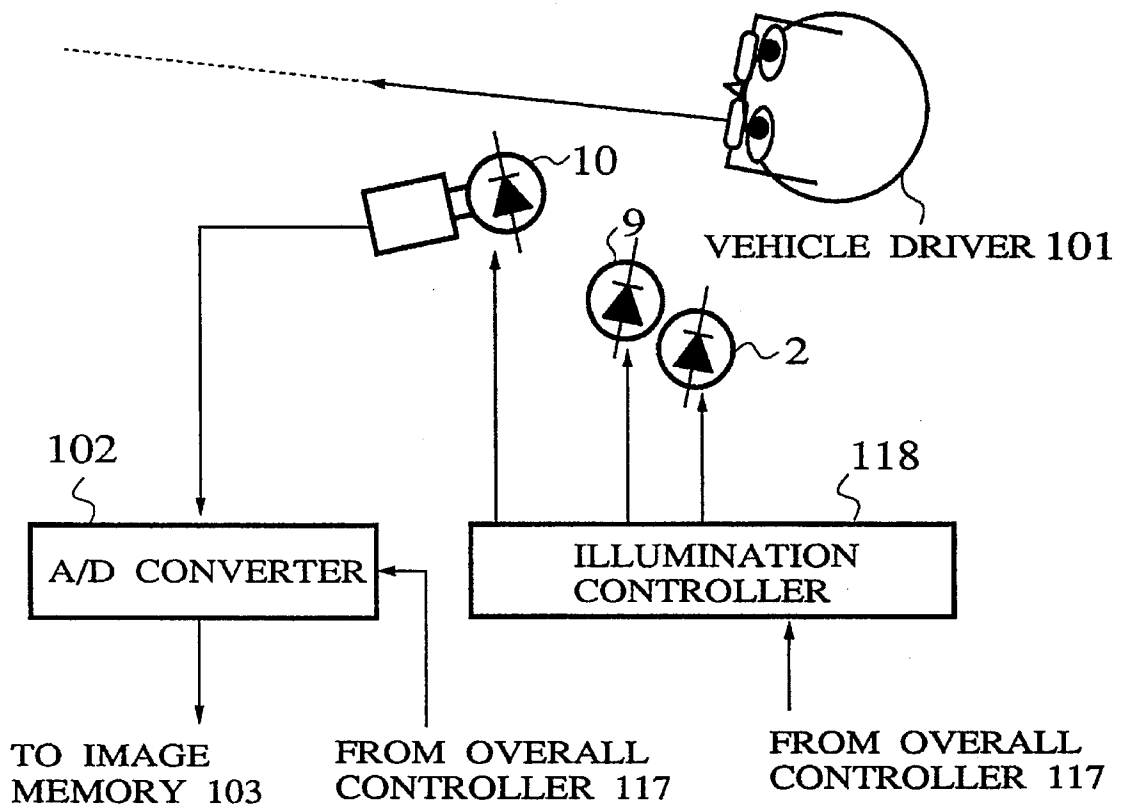 10
9
VEHICLE DRIVER 101
2
102
118
A/D CONVERTER
ILLUMINATION
CONTROLLER
TO IMAGE
MEMORY 103
FROM OVERALL
CONTROLLER 117
FROM OVERALL
CONTROLLER 117